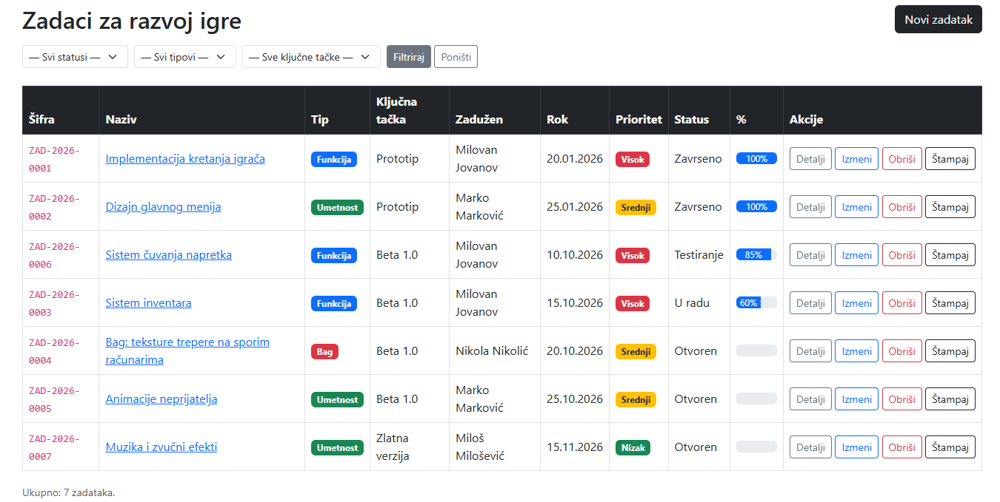 Zadaci za razvoj igre
Novi zadatak
— Svi statusi — — Svi tipovi — — Sve ključne tačke — Filtriraj Poništi
Šifra Naziv Tip Ključna tačka Zadužen Rok Prioritet Status % Akcije
ZAD-2026-0001 Implementacija kretanja igrača Funkcija Prototip Milovan Jovanov 20.01.2026 Visok Zavrseno 100% Detalji Izmeni Obriši Štampaj
ZAD-2026-0002 Dizajn glavnog menija Umetnost Prototip Marko Marković 25.01.2026 Srednji Zavrseno 100% Detalji Izmeni Obriši Štampaj
ZAD-2026-0006 Sistem čuvanja napretka Funkcija Beta 1.0 Milovan Jovanov 10.10.2026 Visok Testiranje 85% Detalji Izmeni Obriši Štampaj
ZAD-2026-0003 Sistem inventara Funkcija Beta 1.0 Milovan Jovanov 15.10.2026 Visok U radu 60% Detalji Izmeni Obriši Štampaj
ZAD-2026-0004 Bag: teksture trepere na sporim računarima Bag Beta 1.0 Nikola Nikolić 20.10.2026 Srednji Otvoren Detalji Izmeni Obriši Štampaj
ZAD-2026-0005 Animacije neprijatelja Umetnost Beta 1.0 Marko Marković 25.10.2026 Srednji Otvoren Detalji Izmeni Obriši Štampaj
ZAD-2026-0007 Muzika i zvučni efekti Umetnost Zlatna verzija Miloš Milošević 15.11.2026 Nizak Otvoren Detalji Izmeni Obriši Štampaj
Ukupno: 7 zadataka.